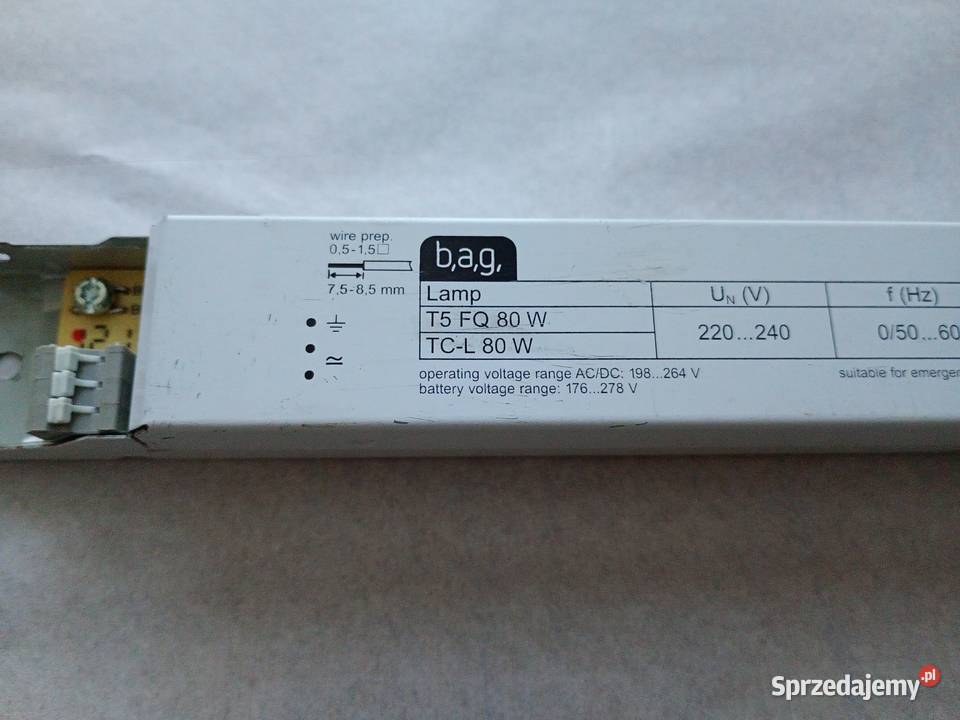 wire prep.
0,5-1,5□
7,5-8,5 mm
b,a,g,
Lamp UN (V) f (Hz)
T5 FQ 80 W
TC-L 80 W
220...240 0/50...60
operating voltage range AC/DC: 198...264 V
battery voltage range: 176...278 V
suitable for emerger
Sprzedajemy.pl